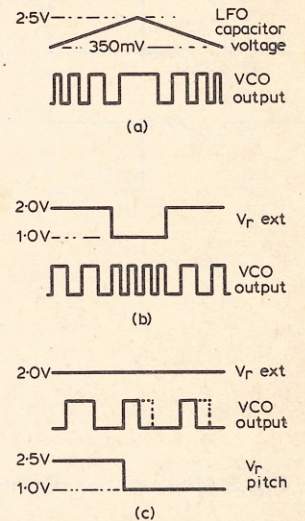 2·5V
LFO
capacitor
voltage
350mV
VCO
output
(a)
2·0V
Vr ext
1·0V
VCO
output
(b)
2·0V
Vr ext
VCO
output
2·5V
Vr
pitch
1·0V
(c)